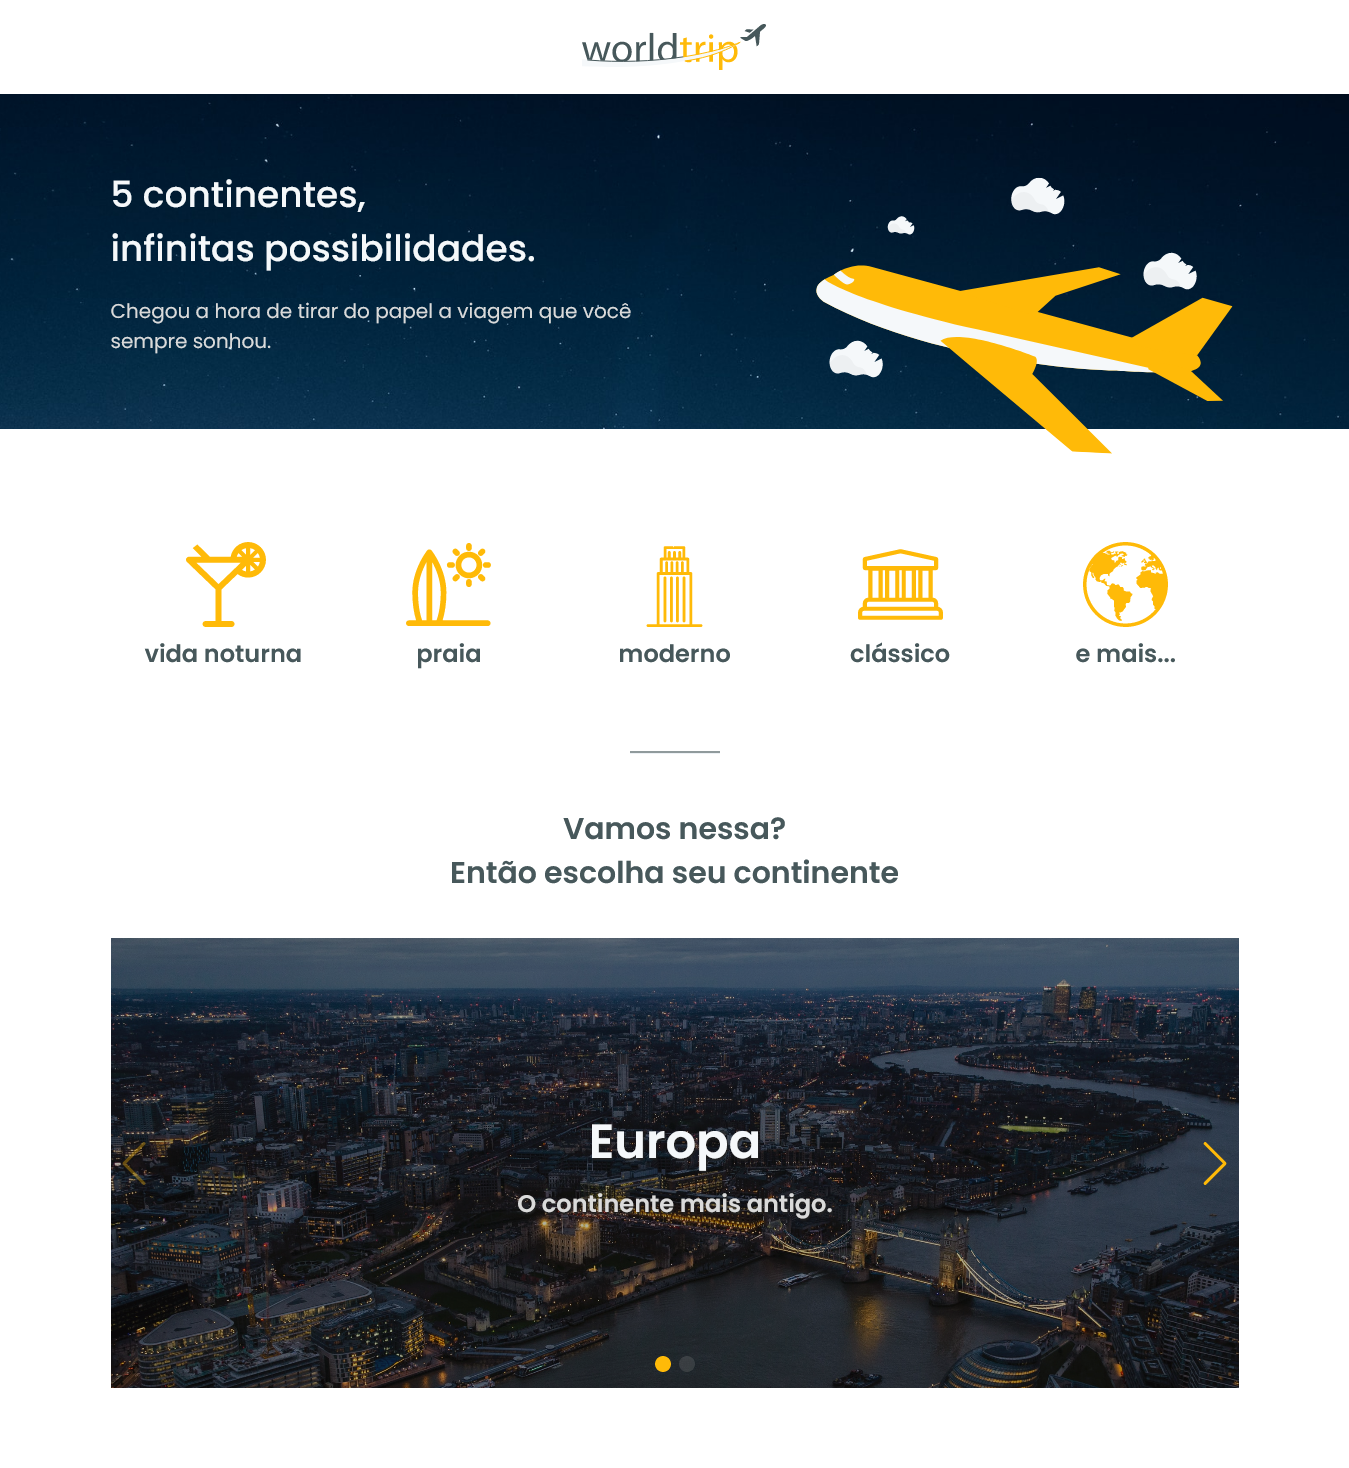 worldtrip
5 continentes,
infinitas possibilidades.
Chegou a hora de tirar do papel a viagem que você
sempre sonhou.
vida noturna
praia
moderno
clássico
e mais...
Vamos nessa?
Então escolha seu continente
Europa
O continente mais antigo.